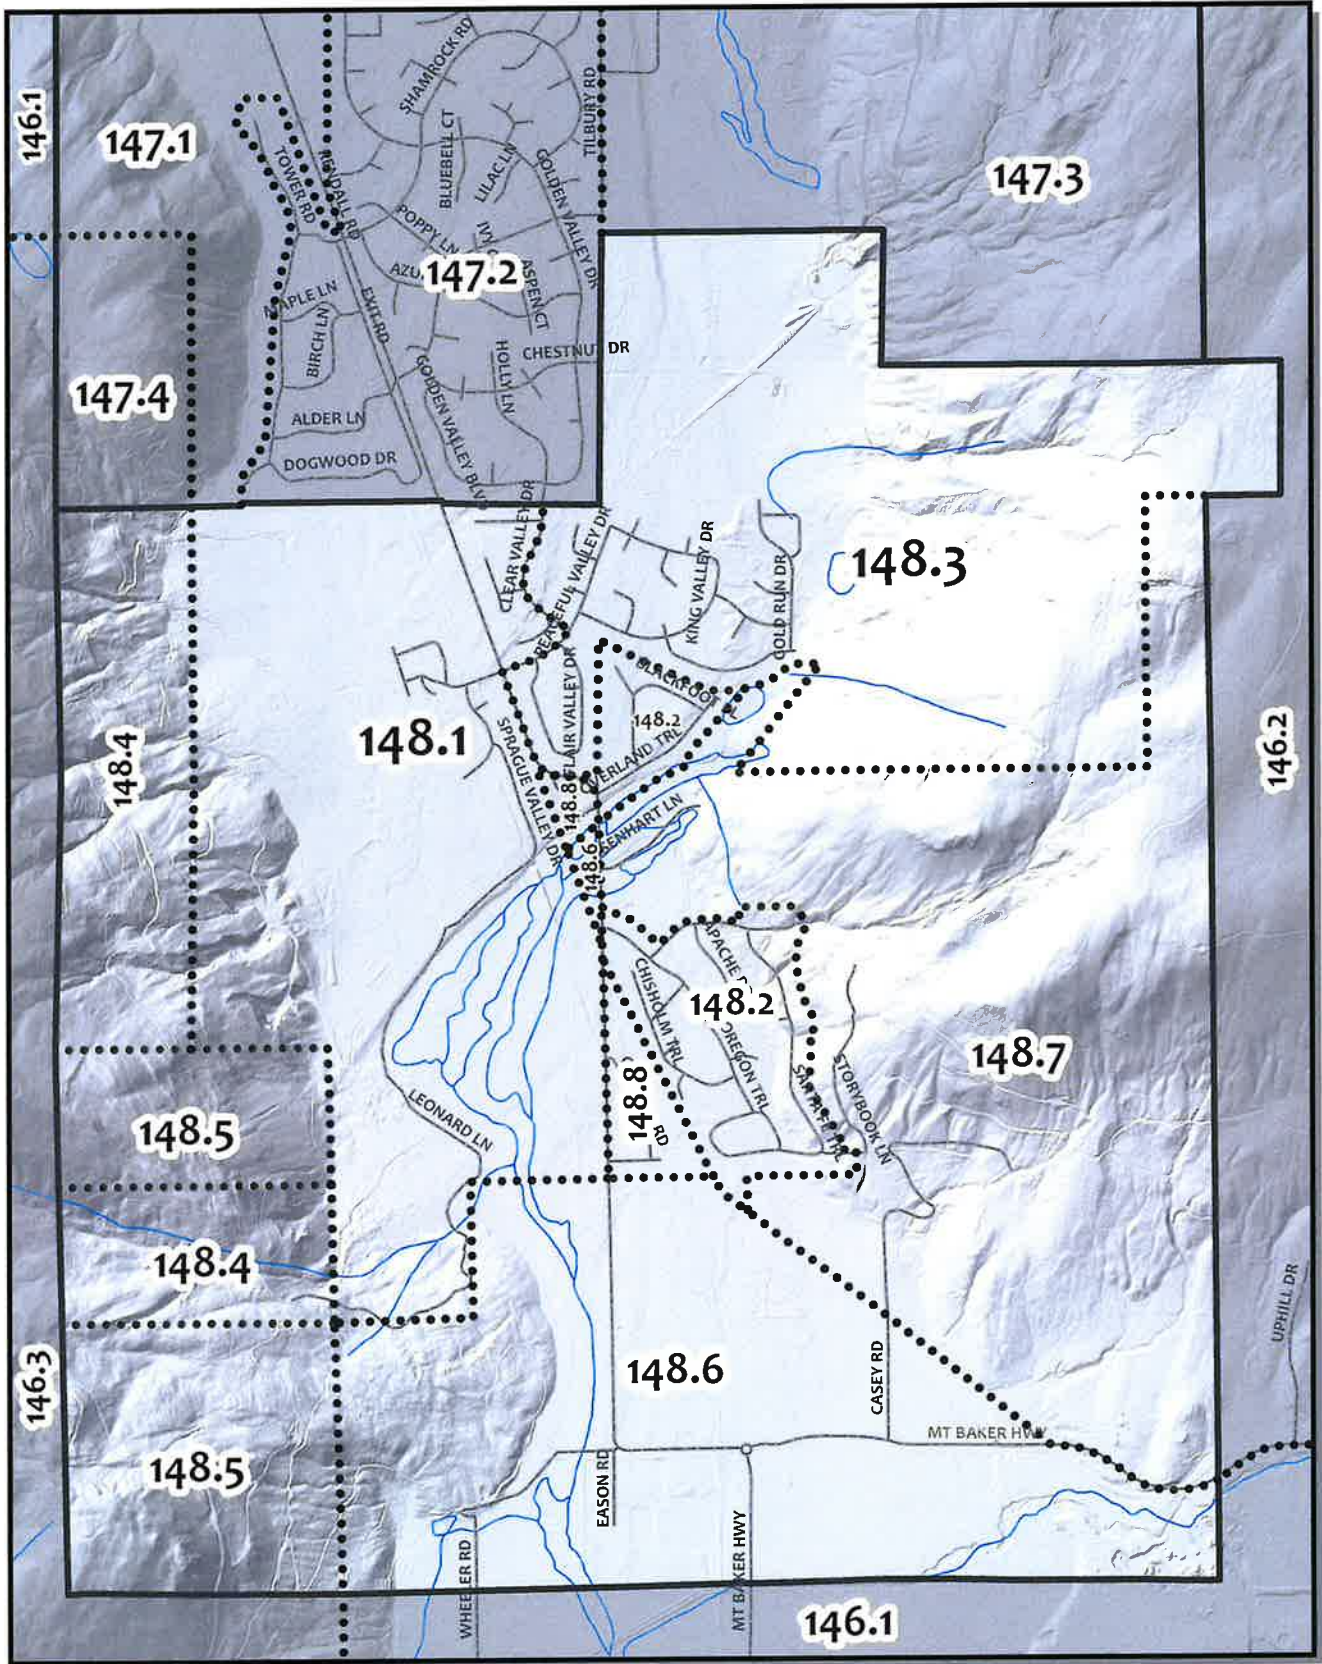 SHAMROCK RD
TILBURY RD
146.1
147.1
BLUEBELL CT
LILAC LN
GOLDEN VALLEY DR
TOWER RD
KENDALL RD
147.3
POPPY LN
IVY
147.2
ASPEN CT
MAPLE LN
EXIT RD
BIRCH LN
CHESTNUT DR
HOLLY LN
147.4
GOLDEN VALLEY BLVD
ALDER LN
DOGWOOD DR
CLEAR VALLEY DR
PEACEFUL VALLEY DR
KING VALLEY DR
GOLD RUN DR
148.3
BLACKFOOT PL
FLAIR VALLEY DR
148.2
148.1
SPRAGUE VALLEY DR
OVERLAND TRL
148.4
146.2
148.8
148.6
SENHART LN
APACHE
CHISHOLM TRL
148.2
OREGON TRL
148.7
SANTA FE TRL
STORYBOOK LN
148.8
RD
LEONARD LN
148.5
148.4
UPHILL DR
146.3
148.6
CASEY RD
MT BAKER HWY
148.5
EASON RD
WHEELER RD
MT BAKER HWY
146.1